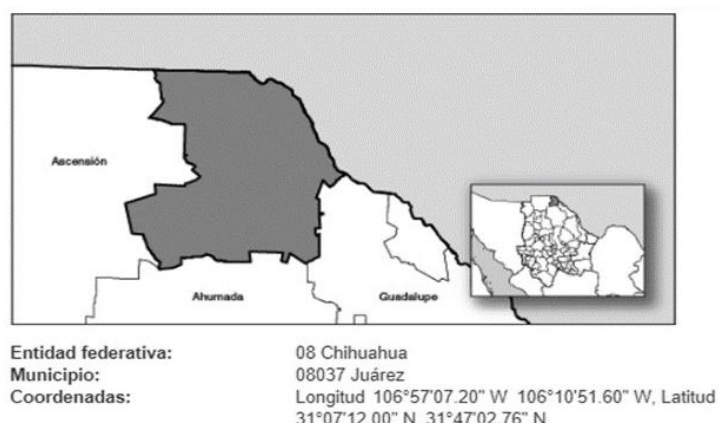 Ascensión
Ahumada
Guadalupe
Entidad federativa: 08 Chihuahua
Municipio: 08037 Juárez
Coordenadas: Longitud 106°57'07.20" W 106°10'51.60" W, Latitud
31°07'12.00" N 31°47'02.76" N